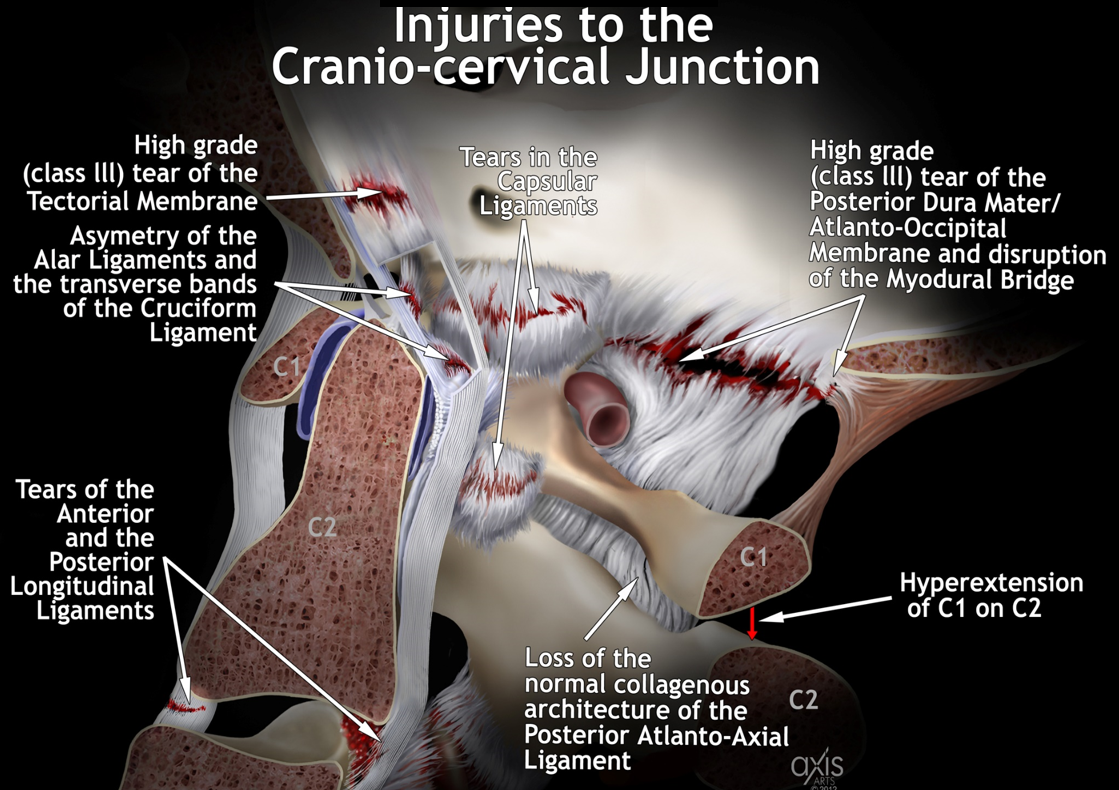 Injuries to the
Cranio-cervical Junction
High grade
(class lll) tear of the
Tectorial Membrane
Asymetry of the
Alar Ligaments and
the transverse bands
of the Cruciform
Ligament
Tears in the
Capsular
Ligaments
High grade
(class lll) tear of the
Posterior Dura Mater/
Atlanto-Occipital
Membrane and disruption
of the Myodural Bridge
C1
C2
Tears of the
Anterior
and the
Posterior
Longitudinal
Ligaments
C1
Hyperextension
of C1 on C2
Loss of the
normal collagenous
architecture of the
Posterior Atlanto-Axial
Ligament
C2
axis
ARTS
©2012